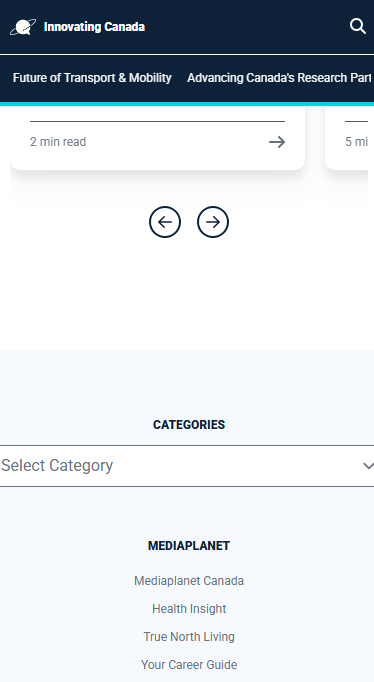 Innovating Canada
Future of Transport & Mobility Advancing Canada's Research Part
2 min read
5 mi
CATEGORIES
Select Category
MEDIAPLANET
Mediaplanet Canada
Health Insight
True North Living
Your Career Guide